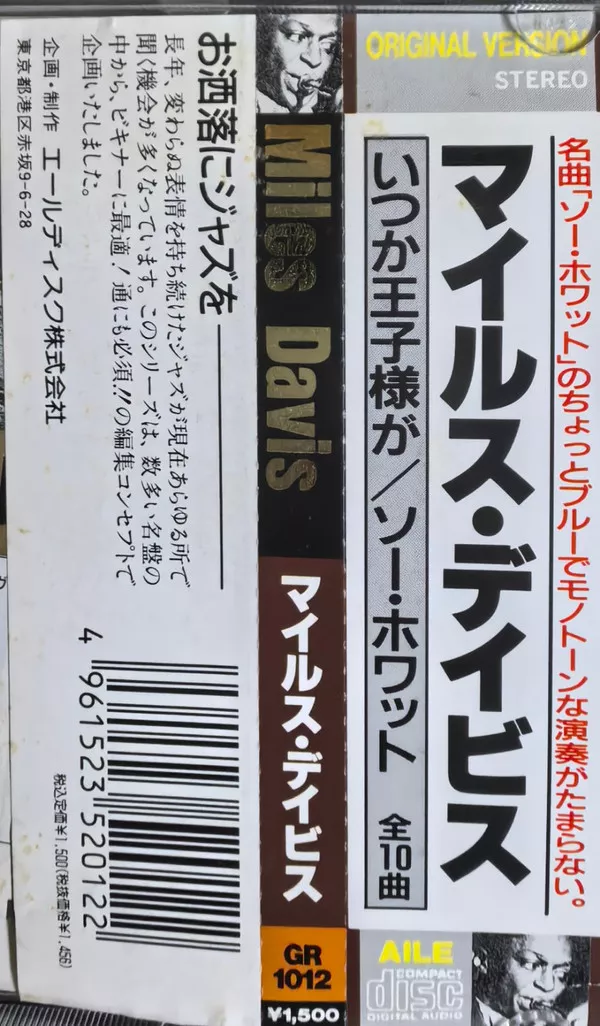 ORIGINAL VERSION
STEREO
名曲「ソー・ホワット」のちょっとブルーでモノトーンな演奏がたまらない。
マイルス・デイビス
いつか王子様が/ソー・ホワット 全10曲
AILE
COMPACT
disc
DIGITAL AUDIO
Miles Davis
マイルス・デイビス
GR
1012
¥1,500
お洒落にジャズを
長年、変わらぬ表情を持ち続けたジャズが現在あらゆる所で
聞く機会が多くなっています。このシリーズは、数多い名盤の
中から、ビキナーに最適!通にも必須!!の編集コンセプトで
企画いたしました。
企画・制作 エールディスク株式会社
東京都港区赤坂9-6-28
4 961523 520122
税込定価¥1,500(税抜価格¥1,456)